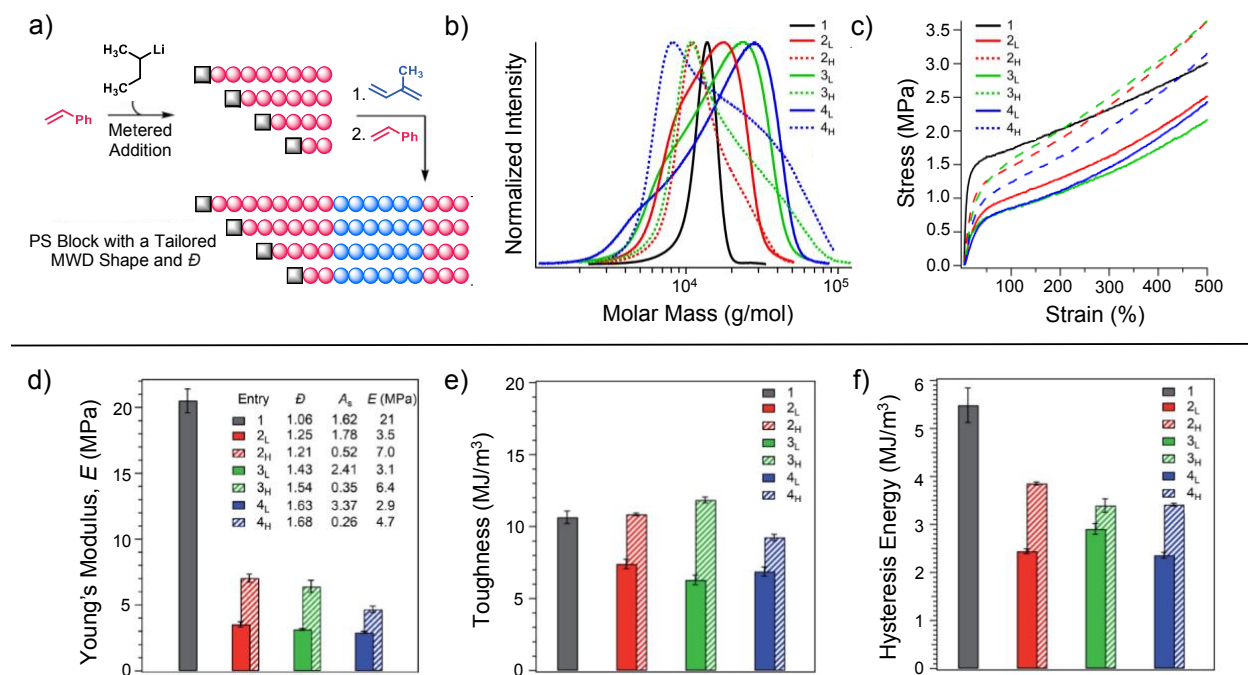 a)
H₃C
Li
CH₃
Ph
Metered
Addition
1.
CH₃
2.
Ph
PS Block with a Tailored
MWD Shape and Đ
b)
Normalized Intensity
1
2L
2H
3L
3H
4L
4H
10⁴
10⁵
Molar Mass (g/mol)
c)
Stress (MPa)
3.5
3.0
2.5
2.0
1.5
1.0
0.5
0.0
100
200
300
400
500
Strain (%)
1
2L
2H
3L
3H
4L
4H
d)
Young's Modulus, E (MPa)
20
15
10
5
0
Entry Đ As E (MPa)
1 1.06 1.62 21
2L 1.25 1.78 3.5
2H 1.21 0.52 7.0
3L 1.43 2.41 3.1
3H 1.54 0.35 6.4
4L 1.63 3.37 2.9
4H 1.68 0.26 4.7
e)
Toughness (MJ/m³)
20
15
10
5
0
1
2L
2H
3L
3H
4L
4H
f)
Hysteresis Energy (MJ/m³)
6
5
4
3
2
1
0
1
2L
2H
3L
3H
4L
4H